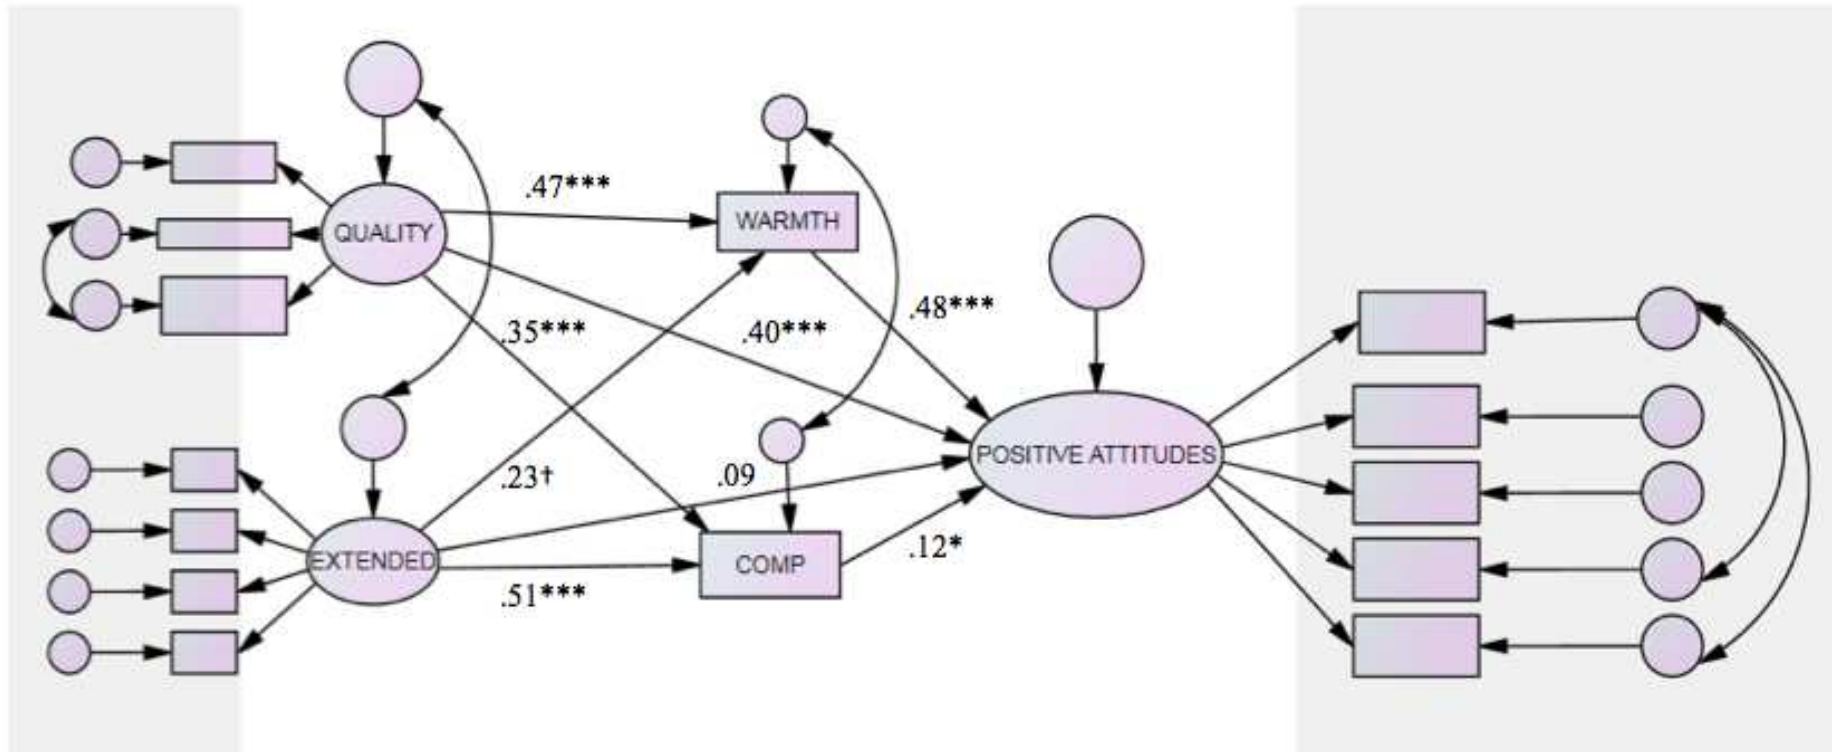 .47***
WARMTH
QUALITY
.48***
.35***
.40***
POSITIVE ATTITUDES
.23†
.09
.12*
EXTENDED
COMP
.51***